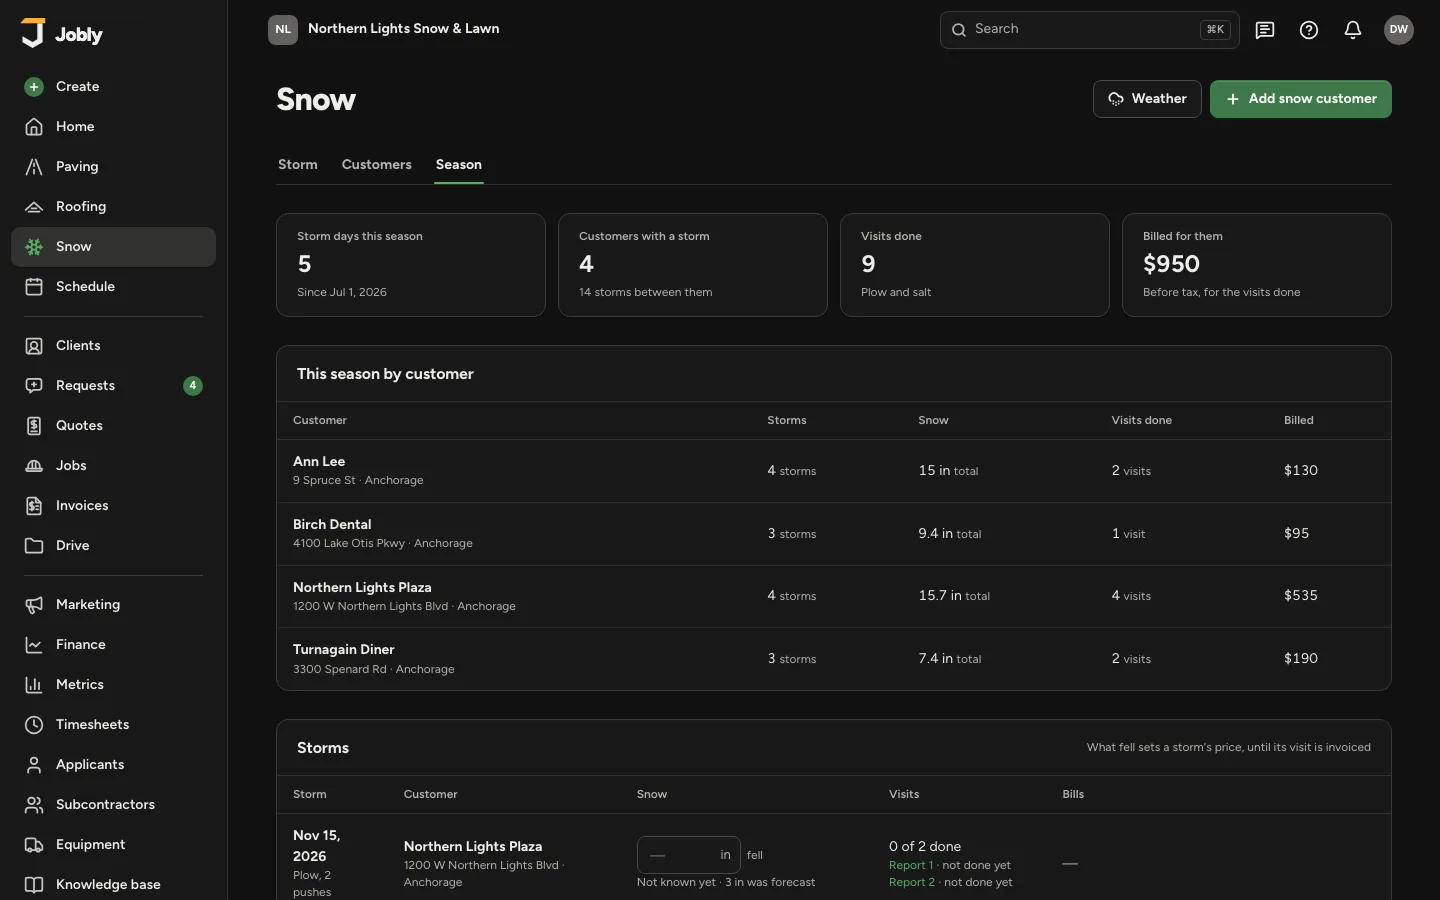 Jobly
NL
Northern Lights Snow & Lawn
Search
⌘K
DW
Create
Home
Paving
Roofing
Snow
Schedule
Clients
Requests
4
Quotes
Jobs
Invoices
Drive
Marketing
Finance
Metrics
Timesheets
Applicants
Subcontractors
Equipment
Knowledge base
Snow
Weather
Add snow customer
Storm
Customers
Season
Storm days this season
5
Since Jul 1, 2026
Customers with a storm
4
14 storms between them
Visits done
9
Plow and salt
Billed for them
$950
Before tax, for the visits done
This season by customer
Customer Storms Snow Visits done Billed
Ann Lee
9 Spruce St · Anchorage
4 storms
15 in total
2 visits
$130
Birch Dental
4100 Lake Otis Pkwy · Anchorage
3 storms
9.4 in total
1 visit
$95
Northern Lights Plaza
1200 W Northern Lights Blvd · Anchorage
4 storms
15.7 in total
4 visits
$535
Turnagain Diner
3300 Spenard Rd · Anchorage
3 storms
7.4 in total
2 visits
$190
Storms
What fell sets a storm's price, until its visit is invoiced
Storm Customer Snow Visits Bills
Nov 15,
2026
Plow, 2
pushes
Northern Lights Plaza
1200 W Northern Lights Blvd ·
Anchorage
— in fell
Not known yet · 3 in was forecast
0 of 2 done
Report 1 · not done yet
Report 2 · not done yet
—